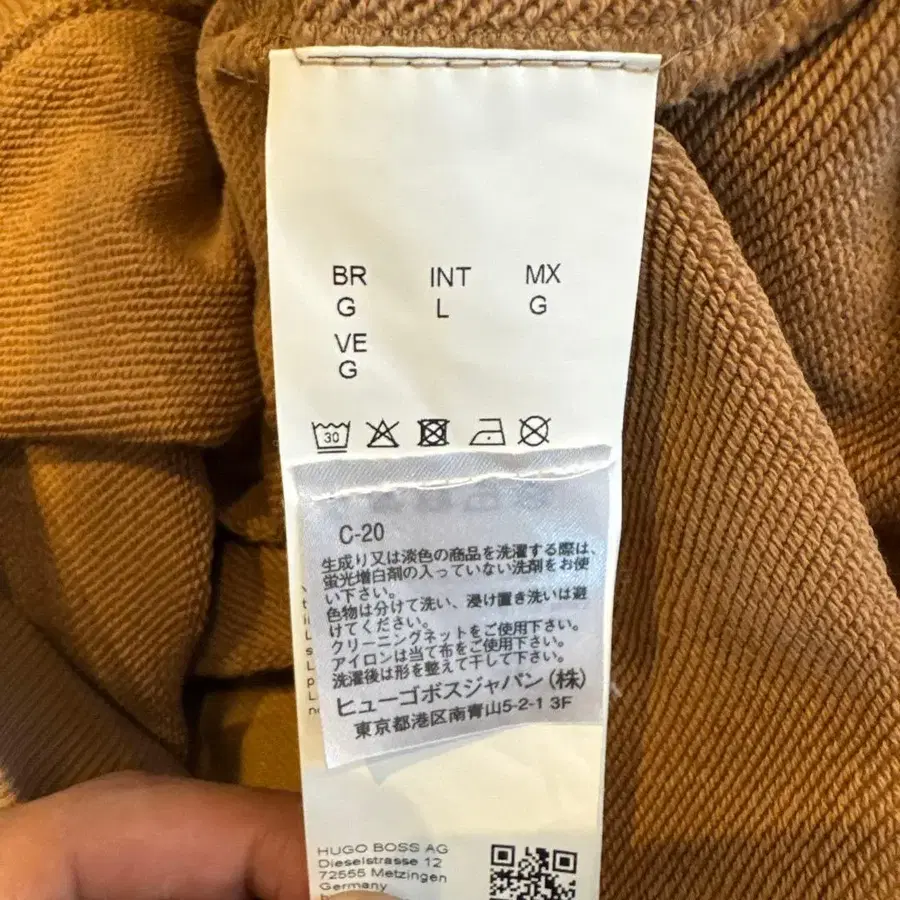 BR INT MX
G L G
VE
G
30
C-20
生成り又は淡色の商品を洗濯する際は、
蛍光増白剤の入っていない洗剤をお使
い下さい。
色物は分けて洗い、浸け置き洗いは避
けてください。
クリーニングネットをご使用下さい。
アイロンは当て布をご使用下さい。
洗濯後は形を整えて干して下さい。
ヒューゴボスジャパン(株)
東京都港区南青山5-2-1 3F
HUGO BOSS AG
Dieselstrasse 12
72555 Metzingen
Germany